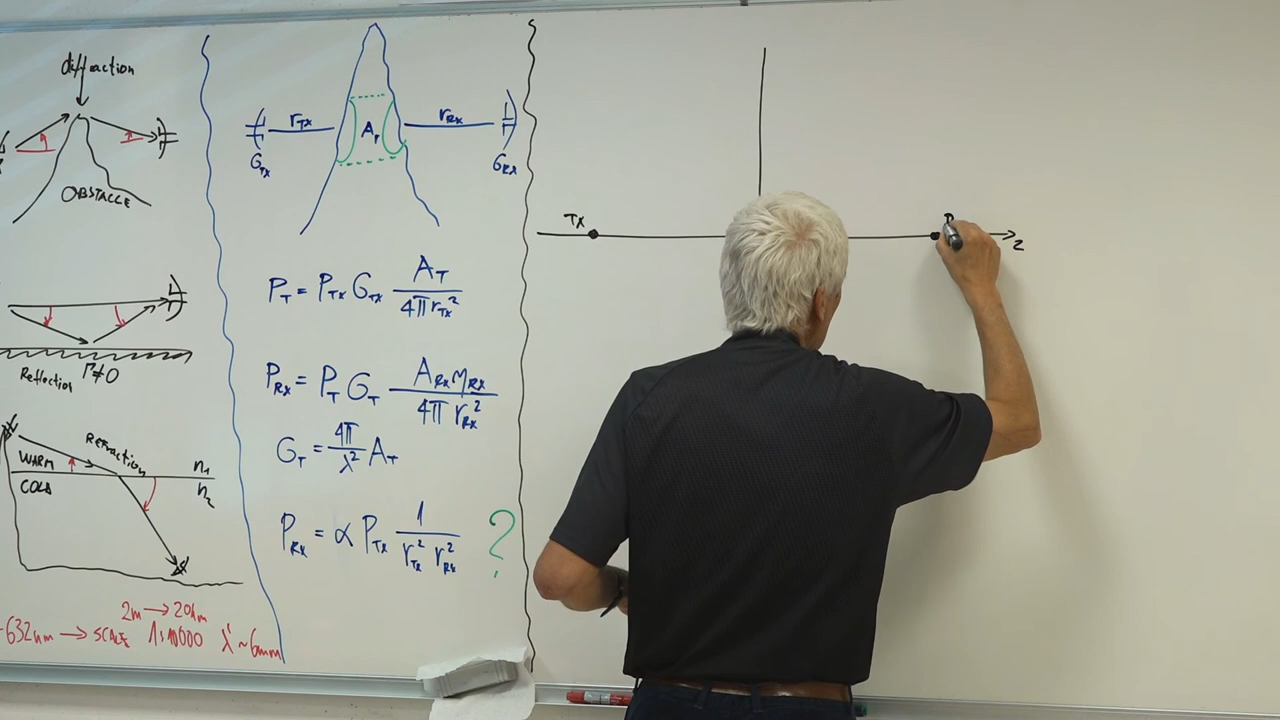 diffraction
OBSTACLE
Reflection Γ≠0
Refraction
WARM
COLD
n₁
n₂
2m → 20km
632nm → SCALE 1:10000 λ' ~ 6mm
r_TX
r_RX
A_T
G_TX
G_RX
P_T = P_TX G_TX A_T / 4πr_TX²
P_RX = P_T G_T A_RX η_RX / 4π r_RX²
G_T = 4π / λ² A_T
P_RX = α P_TX 1 / r_TX² r_RX² ?
TX
z